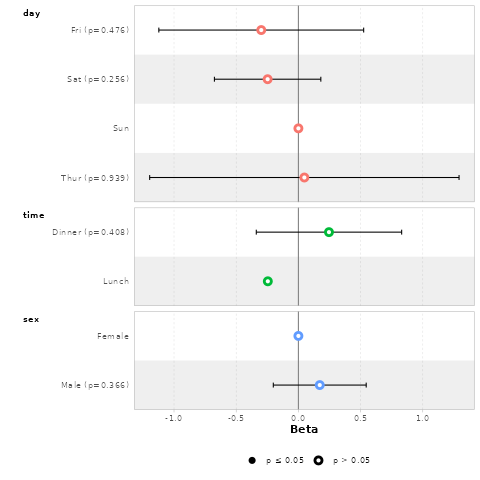 day
Fri (p=0.476)
Sat (p=0.256)
Sun
Thur (p=0.939)
time
Dinner (p=0.408)
Lunch
sex
Female
Male (p=0.366)
-1.0 -0.5 0.0 0.5 1.0
Beta
p ≤ 0.05 p > 0.05